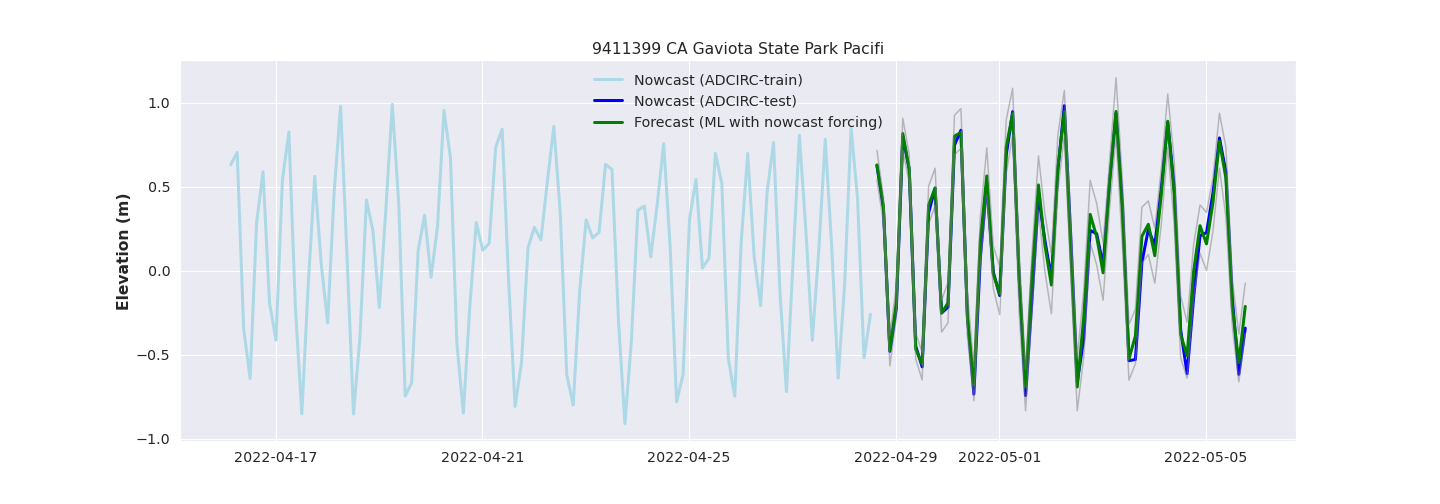 9411399 CA Gaviota State Park Pacifi
Nowcast (ADCIRC-train)
Nowcast (ADCIRC-test)
Forecast (ML with nowcast forcing)
Elevation (m)
1.0
0.5
0.0
−0.5
−1.0
2022-04-17
2022-04-21
2022-04-25
2022-04-29
2022-05-01
2022-05-05